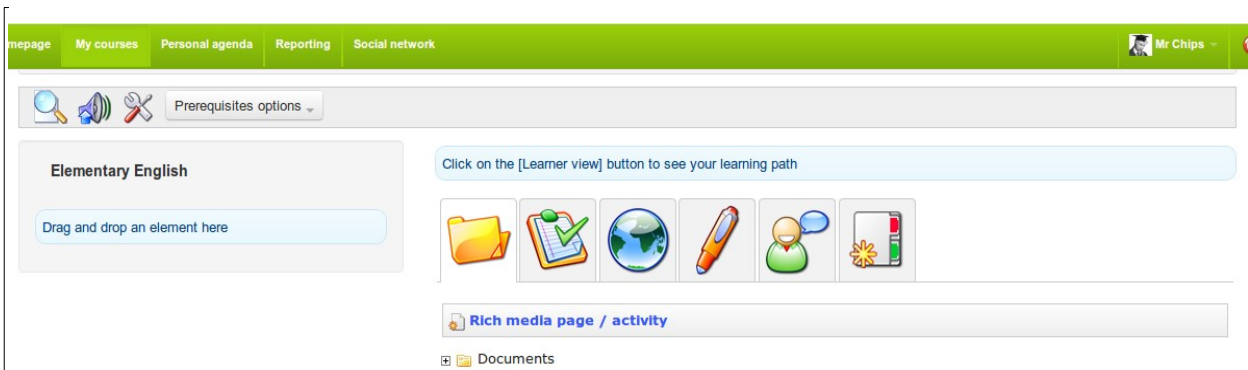 mepage My courses Personal agenda Reporting Social network Mr Chips
Prerequisites options
Elementary English
Click on the [Learner view] button to see your learning path
Drag and drop an element here
Rich media page / activity
Documents